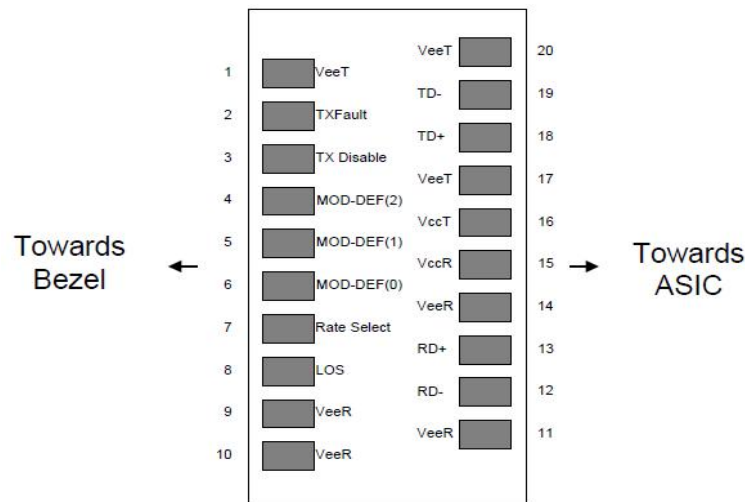 VeeT 20
1 VeeT
TD- 19
2 TXFault
TD+ 18
3 TX Disable
VeeT 17
4 MOD-DEF(2)
VccT 16
5 MOD-DEF(1)
VccR 15
6 MOD-DEF(0)
VeeR 14
7 Rate Select
RD+ 13
8 LOS
RD- 12
9 VeeR
VeeR 11
10 VeeR
Towards
Bezel
Towards
ASIC